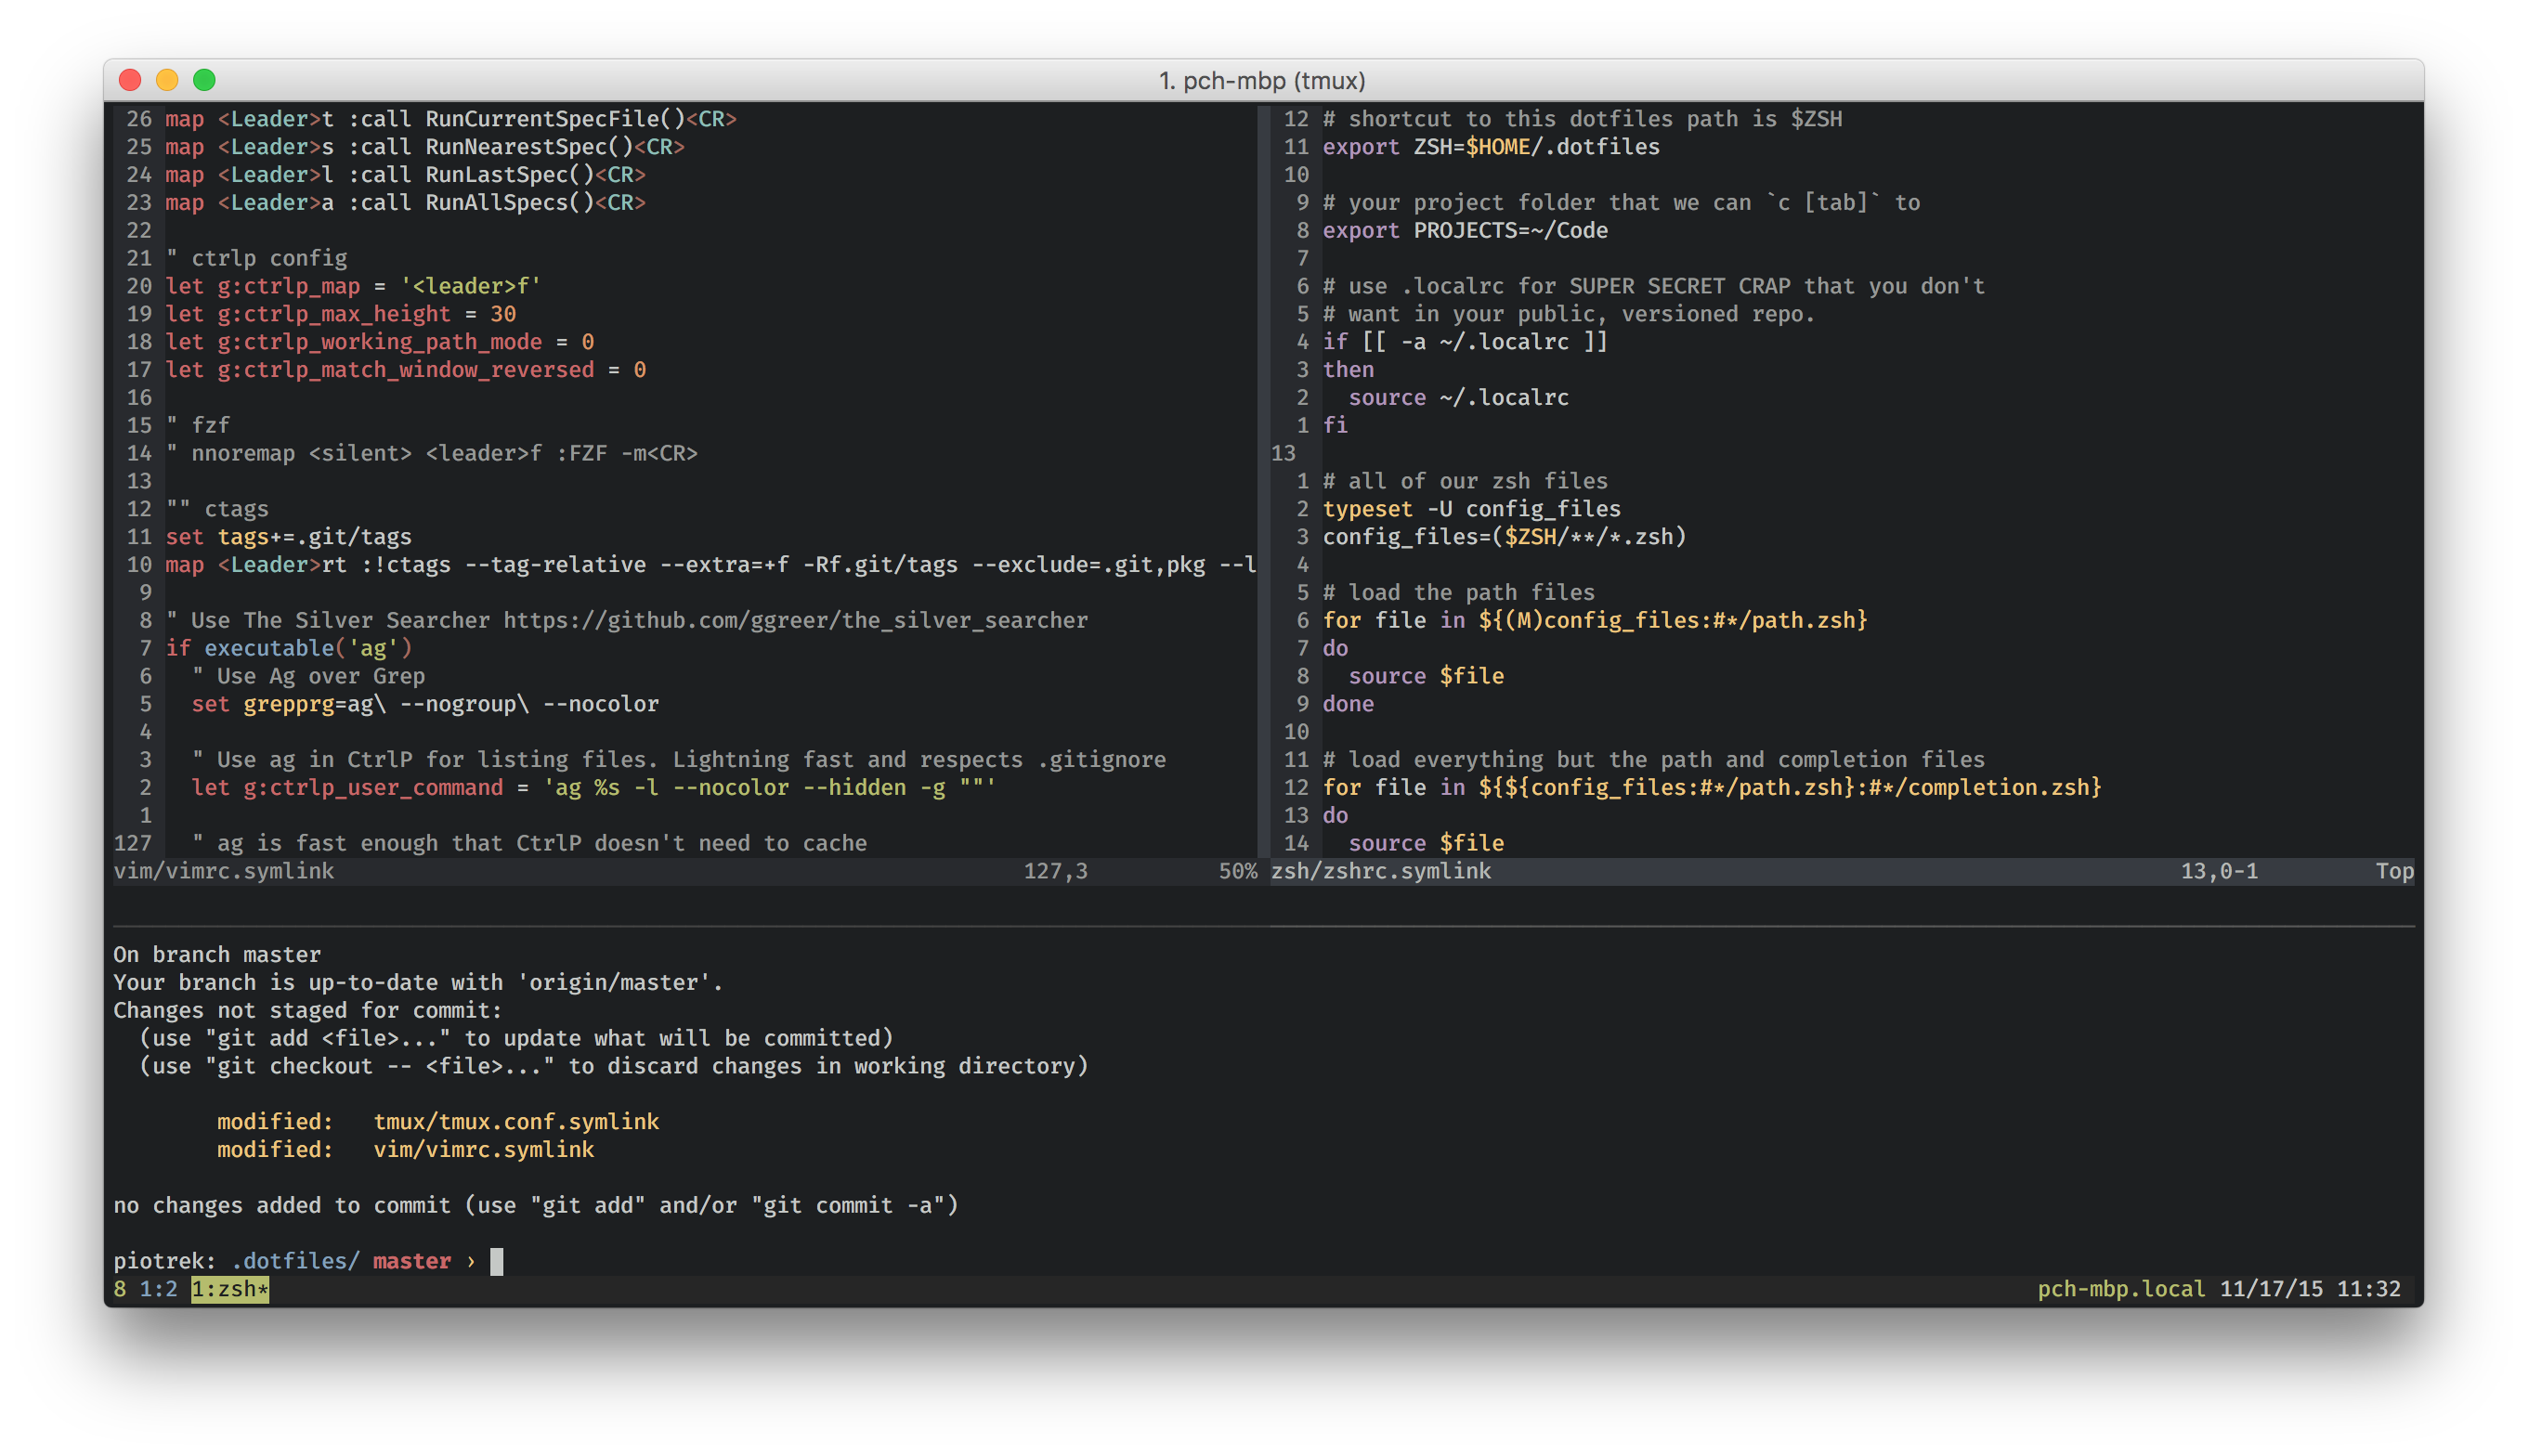 1. pch-mbp (tmux)
26 map <Leader>t :call RunCurrentSpecFile()<CR>
25 map <Leader>s :call RunNearestSpec()<CR>
24 map <Leader>l :call RunLastSpec()<CR>
23 map <Leader>a :call RunAllSpecs()<CR>
22
21 " ctrlp config
20 let g:ctrlp_map = '<leader>f'
19 let g:ctrlp_max_height = 30
18 let g:ctrlp_working_path_mode = 0
17 let g:ctrlp_match_window_reversed = 0
16
15 " fzf
14 " nnoremap <silent> <leader>f :FZF -m<CR>
13
12 "" ctags
11 set tags+=.git/tags
10 map <Leader>rt :!ctags --tag-relative --extra=+f -Rf.git/tags --exclude=.git,pkg --l
9
8 " Use The Silver Searcher https://github.com/ggreer/the_silver_searcher
7 if executable('ag')
6   " Use Ag over Grep
5   set grepprg=ag\ --nogroup\ --nocolor
4
3   " Use ag in CtrlP for listing files. Lightning fast and respects .gitignore
2   let g:ctrlp_user_command = 'ag %s -l --nocolor --hidden -g ""'
1
127   " ag is fast enough that CtrlP doesn't need to cache
vim/vimrc.symlink 127,3 50%
12 # shortcut to this dotfiles path is $ZSH
11 export ZSH=$HOME/.dotfiles
10
9 # your project folder that we can `c [tab]` to
8 export PROJECTS=~/Code
7
6 # use .localrc for SUPER SECRET CRAP that you don't
5 # want in your public, versioned repo.
4 if [[ -a ~/.localrc ]]
3 then
2   source ~/.localrc
1 fi
13
1 # all of our zsh files
2 typeset -U config_files
3 config_files=($ZSH/**/*.zsh)
4
5 # load the path files
6 for file in ${(M)config_files:#*/path.zsh}
7 do
8   source $file
9 done
10
11 # load everything but the path and completion files
12 for file in ${${config_files:#*/path.zsh}:#*/completion.zsh}
13 do
14   source $file
zsh/zshrc.symlink 13,0-1 Top
On branch master
Your branch is up-to-date with 'origin/master'.
Changes not staged for commit:
  (use "git add <file>..." to update what will be committed)
  (use "git checkout -- <file>..." to discard changes in working directory)
        modified:   tmux/tmux.conf.symlink
        modified:   vim/vimrc.symlink
no changes added to commit (use "git add" and/or "git commit -a")
piotrek: .dotfiles/ master ›
8 1:2 1:zsh* pch-mbp.local 11/17/15 11:32